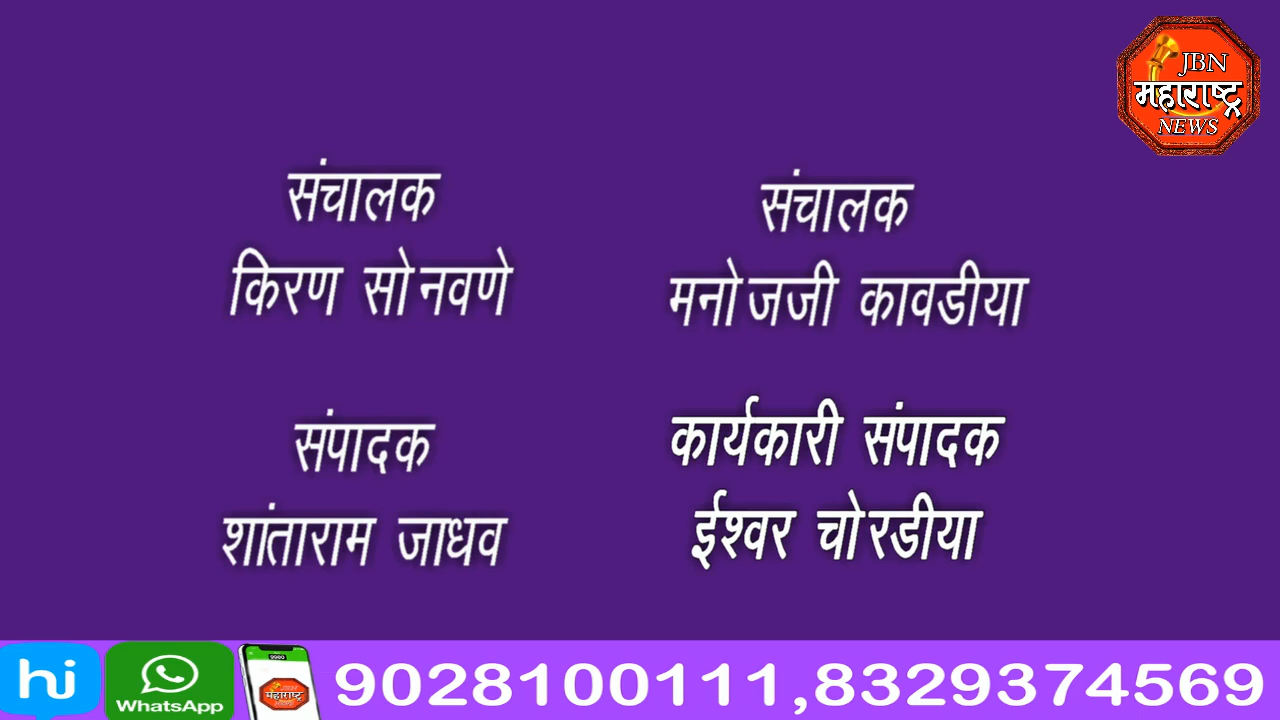 JBN
महाराष्ट्र
NEWS
संचालक
किरण सोनवणे
संचालक
मनोजजी कावडीया
संपादक
शांताराम जाधव
कार्यकारी संपादक
ईश्वर चोरडीया
hi
WhatsApp
महाराष्ट्र
9028100111,8329374569